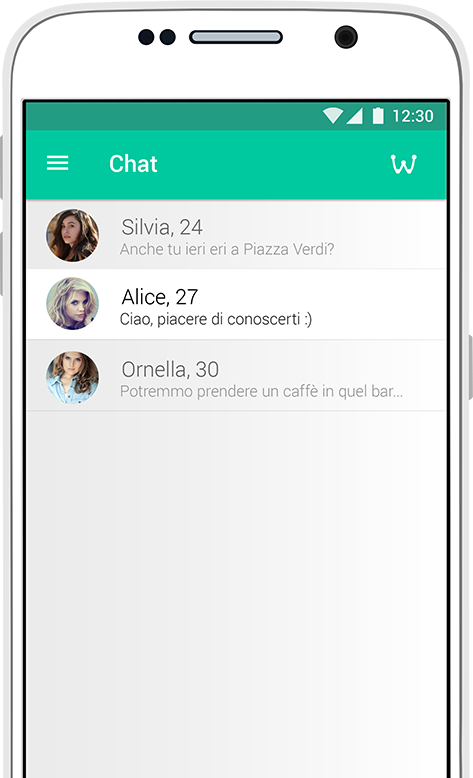 12:30
Chat
Silvia, 24
Anche tu ieri eri a Piazza Verdi?
Alice, 27
Ciao, piacere di conoscerti :)
Ornella, 30
Potremmo prendere un caffè in quel bar...